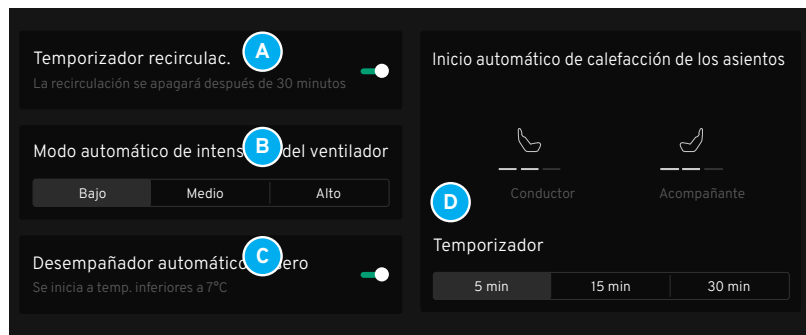 Temporizador recirculac.
A
La recirculación se apagará después de 30 minutos
Modo automático de intens
B
del ventilador
Bajo
Medio
Alto
Desempañador automático
C
ero
Se inicia a temp. inferiores a 7°C
Inicio automático de calefacción de los asientos
Conductor
Acompañante
D
Temporizador
5 min
15 min
30 min